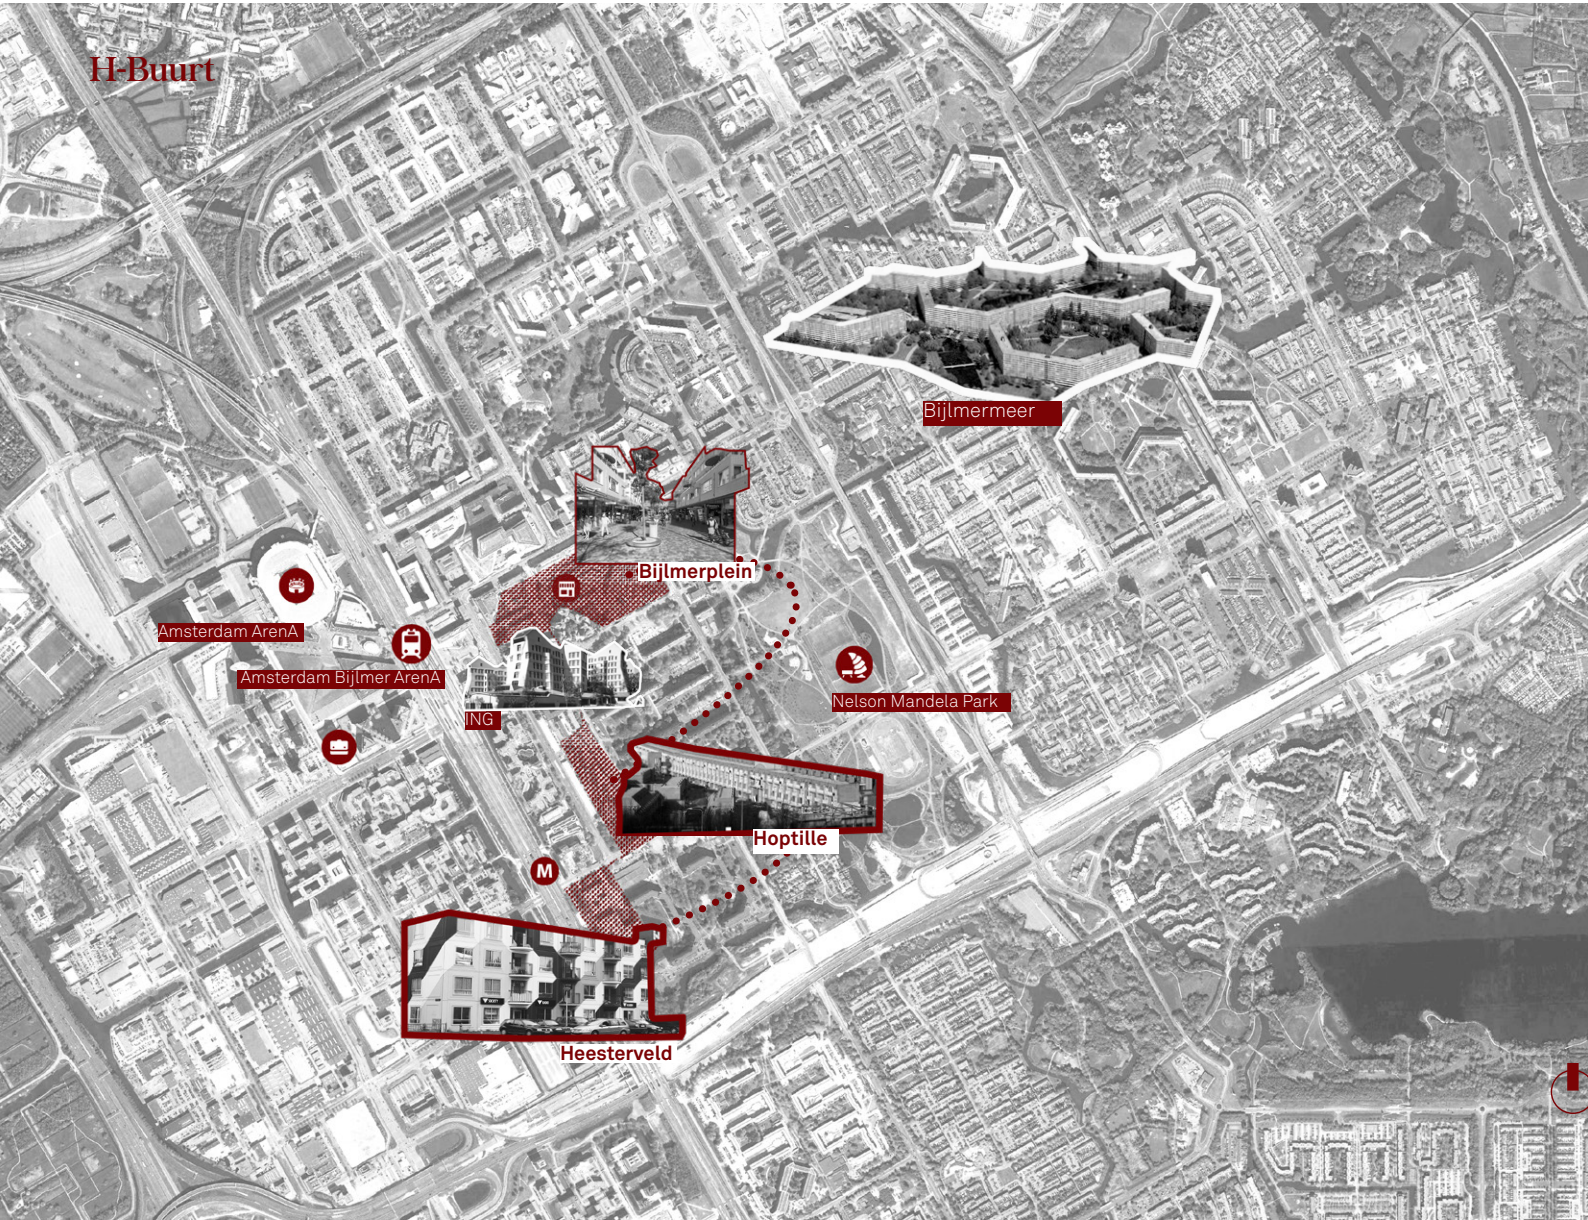 H-Buurt
Bijlmermeer
Bijlmerplein
Amsterdam ArenA
Amsterdam Bijlmer ArenA
Nelson Mandela Park
ING
Hoptille
M
Heesterveld